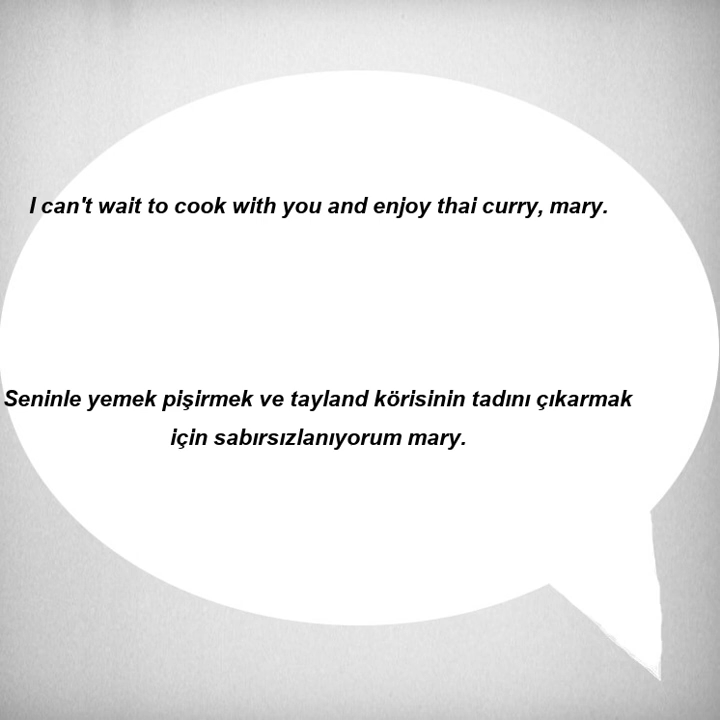 I can't wait to cook with you and enjoy thai curry, mary.
Seninle yemek pişirmek ve tayland körisinin tadını çıkarmak
için sabırsızlanıyorum mary.